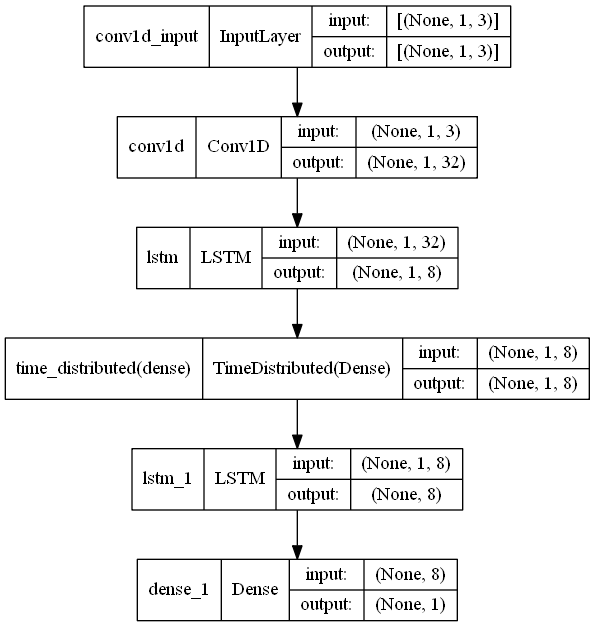 conv1d_input InputLayer input: [(None, 1, 3)]
output: [(None, 1, 3)]
conv1d Conv1D input: (None, 1, 3)
output: (None, 1, 32)
lstm LSTM input: (None, 1, 32)
output: (None, 1, 8)
time_distributed(dense) TimeDistributed(Dense) input: (None, 1, 8)
output: (None, 1, 8)
lstm_1 LSTM input: (None, 1, 8)
output: (None, 8)
dense_1 Dense input: (None, 8)
output: (None, 1)